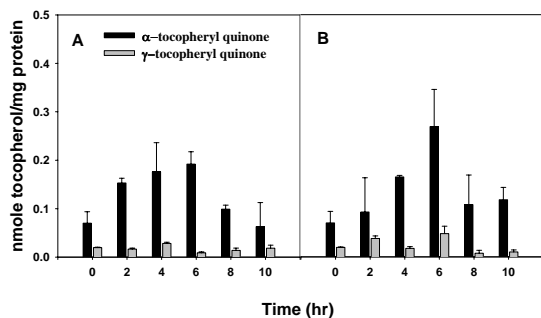 0.5
0.4
0.3
0.2
0.1
0.0
nmole tocopherol/mg protein
A
α–tocopheryl quinone
γ–tocopheryl quinone
B
0 2 4 6 8 10
0 2 4 6 8 10
Time (hr)